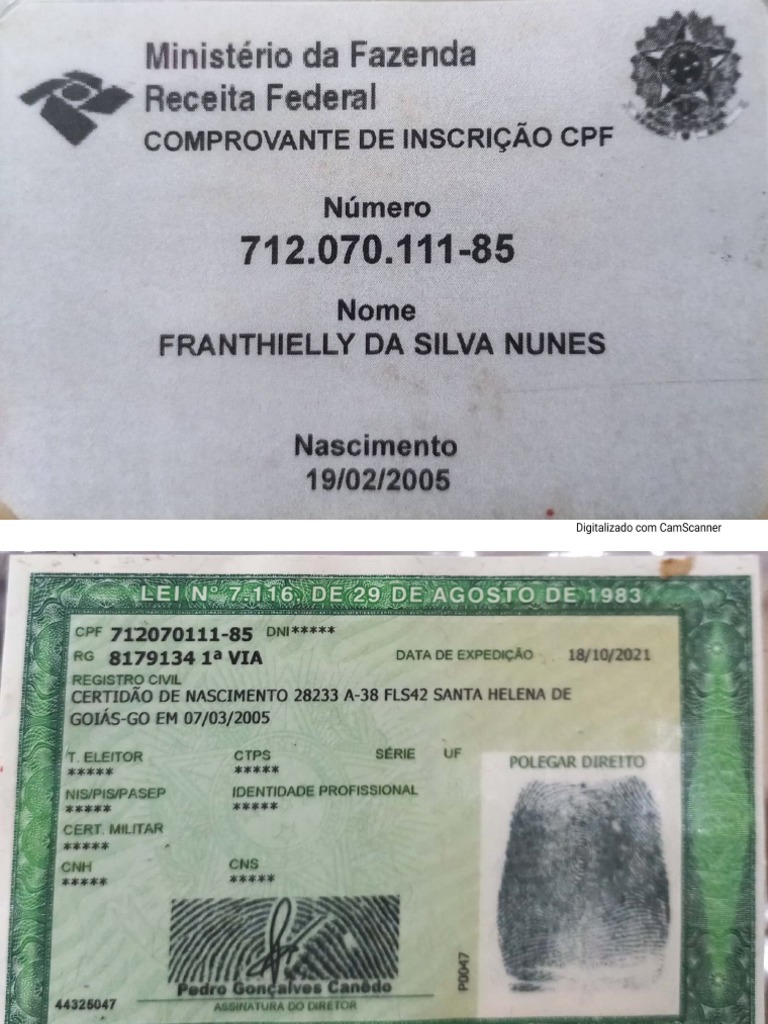 Ministério da Fazenda
Receita Federal
COMPROVANTE DE INSCRIÇÃO CPF
Número
712.070.111-85
Nome
FRANTHIELLY DA SILVA NUNES
Nascimento
19/02/2005
Digitalizado com CamScanner
LEI Nº 7.116, DE 29 DE AGOSTO DE 1983
CPF 712070111-85 DNI*****
RG 8179134 1ª VIA DATA DE EXPEDIÇÃO 18/10/2021
REGISTRO CIVIL
CERTIDÃO DE NASCIMENTO 28233 A-38 FLS42 SANTA HELENA DE
GOIÁS-GO EM 07/03/2005
T. ELEITOR CTPS SÉRIE UF
***** *****
POLEGAR DIREITO
NIS/PIS/PASEP IDENTIDADE PROFISSIONAL
***** *****
CERT. MILITAR
*****
CNH CNS
***** *****
Pedro Gonçalves Canêdo
ASSINATURA DO DIRETOR
44325047
P0047